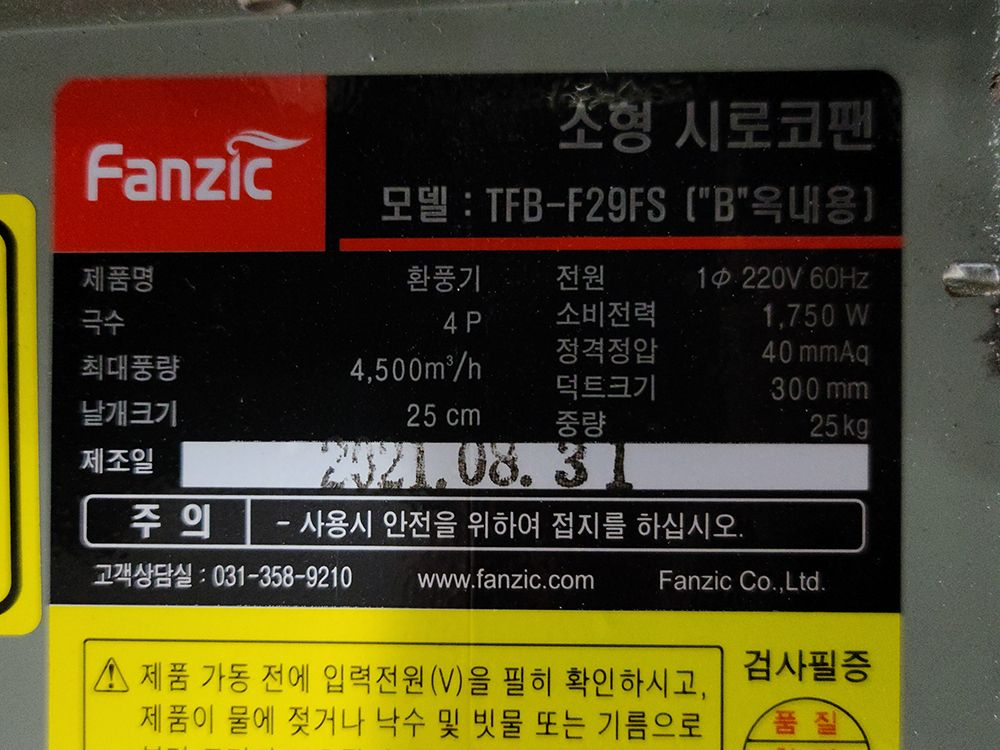 Fanzic
소형 시로코팬
모델 : TFB-F29FS ("B"옥내용)
제품명 환풍기
극수 4 P
최대풍량 4,500m³/h
날개크기 25 cm
전원 1Φ 220V 60Hz
소비전력 1,750 W
정격정압 40 mmAq
덕트크기 300 mm
중량 25kg
제조일 2021.08.31
주 의 - 사용시 안전을 위하여 접지를 하십시오.
고객상담실 : 031-358-9210 www.fanzic.com Fanzic Co.,Ltd.
⚠ 제품 가동 전에 입력전원(V)을 필히 확인하시고,
제품이 물에 젖거나 낙수 및 빗물 또는 기름으로
검사필증
품 질